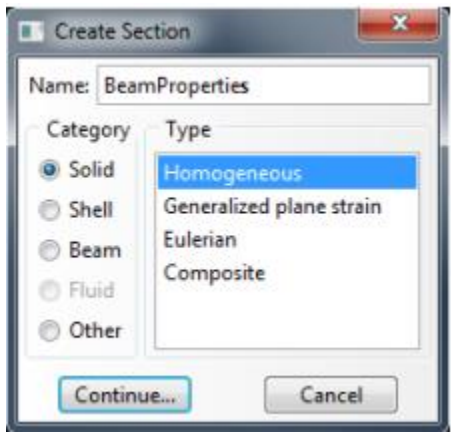 Create Section
Name: BeamProperties
Category Type
Solid Homogeneous
Shell Generalized plane strain
Beam Eulerian
Fluid Composite
Other
Continue... Cancel